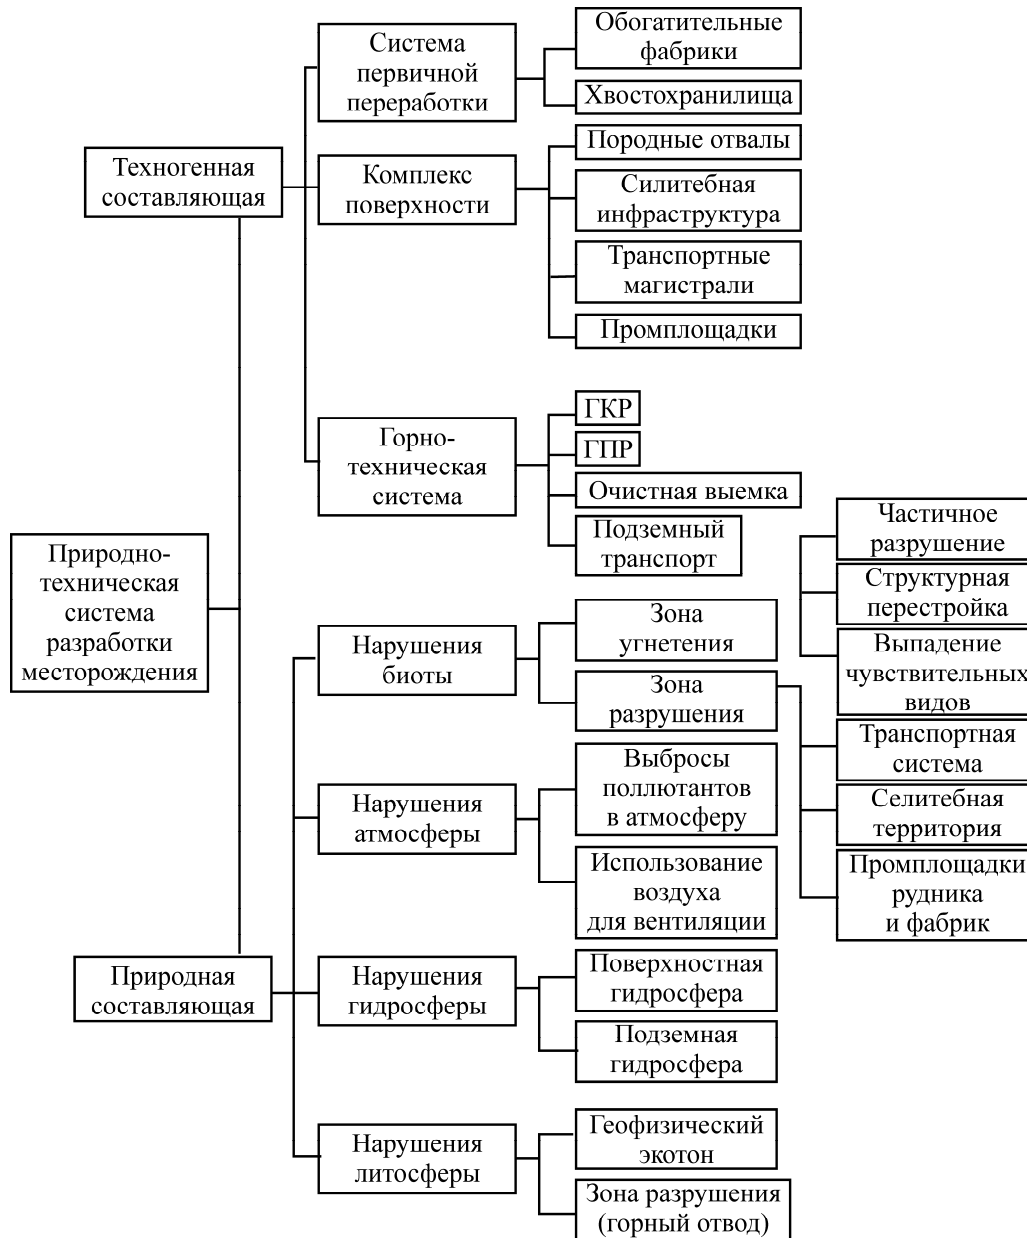 Природно-
техническая
система
разработки
месторождения
Техногенная
составляющая
Система
первичной
переработки
Обогатительные
фабрики
Хвостохранилища
Комплекс
поверхности
Породные отвалы
Силитебная
инфраструктура
Транспортные
магистрали
Промплощадки
Горно-
техническая
система
ГКР
ГПР
Очистная выемка
Подземный
транспорт
Природная
составляющая
Нарушения
биоты
Зона
угнетения
Зона
разрушения
Частичное
разрушение
Структурная
перестройка
Выпадение
чувствительных
видов
Транспортная
система
Селитебная
территория
Промплощадки
рудника
и фабрик
Нарушения
атмосферы
Выбросы
поллютантов
в атмосферу
Использование
воздуха
для вентиляции
Нарушения
гидросферы
Поверхностная
гидросфера
Подземная
гидросфера
Нарушения
литосферы
Геофизический
экотон
Зона разрушения
(горный отвод)